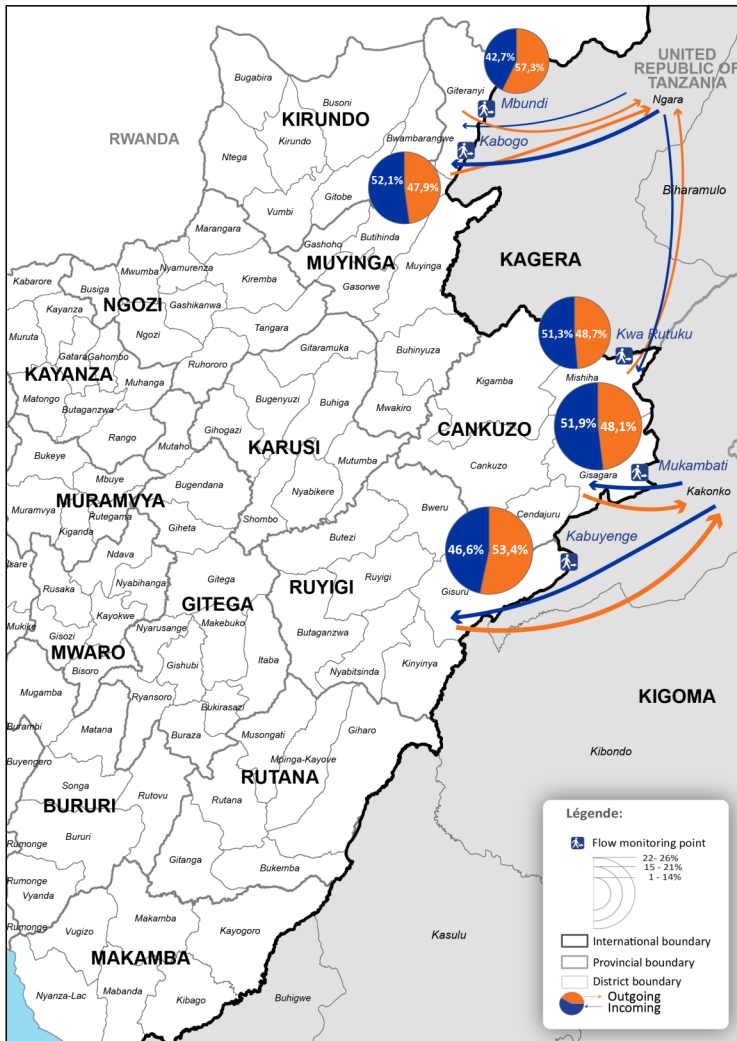 42,7%
57,3%
UNITED
REPUBLIC OF
TANZANIA
Bugabira
Giteranyi
Ngara
Busoni
Mbundi
KIRUNDO
RWANDA
Kirundo
Bwambarangwe
Kabogo
Ntega
52,1%
47,9%
Biharamulo
Gitobe
Vumbi
Marangara
Butihinda
Gashoho
KAGERA
Mwumba
Nyamurenza
MUYINGA
Muyinga
Kabarore
Busiga
Kiremba
Gasorwe
Kayanza
NGOZI
Gashikanwa
Muruta
Ngozi
Tangara
51,3%
48,7%
Kwa Rutuku
Gatara
Gahombo
Gitaramuka
Buhinyuza
KAYANZA
Ruhororo
Mishiha
Muhanga
Kigamba
Matongo
Butaganzwa
Bugenyuzi
Buhiga
Mwakiro
51,9%
48,1%
Rango
Gihogazi
CANKUZO
Mutaho
KARUSI
Bukeye
Mutumba
Mbuye
Cankuzo
Mukambati
Bugendana
Nyabikere
Gisagara
MURAMVYA
Kakonko
Muramvya
Rutegama
Bweru
Cendajuru
Kiganda
Giheta
Shombo
Kabuyenge
Butezi
Ndava
46,6%
53,4%
Isare
Nyabihanga
Gitega
RUYIGI
Ruyigi
Rusaka
GITEGA
Gisuru
Kayokwe
Makebuko
Mukike
Nyarusange
Gisozi
Butaganzwa
MWARO
Gishubi
Itaba
Kinyinya
Bisoro
Nyabitsinda
Mugamba
Ryansoro
KIGOMA
Bukirasazi
Burambi
Matana
Buraza
Musongati
Giharo
Buyengero
Mpinga-Kayove
Kibondo
RUTANA
Songa
Rutovu
Rutana
BURURI
Bururi
Rumonge
Gitanga
Bukemba
Rumonge
Vyanda
Makamba
Rumonge
Vugizo
Kayogoro
Kasulu
MAKAMBA
Nyanza-Lac
Mabanda
Kibago
Buhigwe
Légende:
Flow monitoring point
22- 26%
15 - 21%
1 - 14%
International boundary
Provincial boundary
District boundary
Outgoing
Incoming